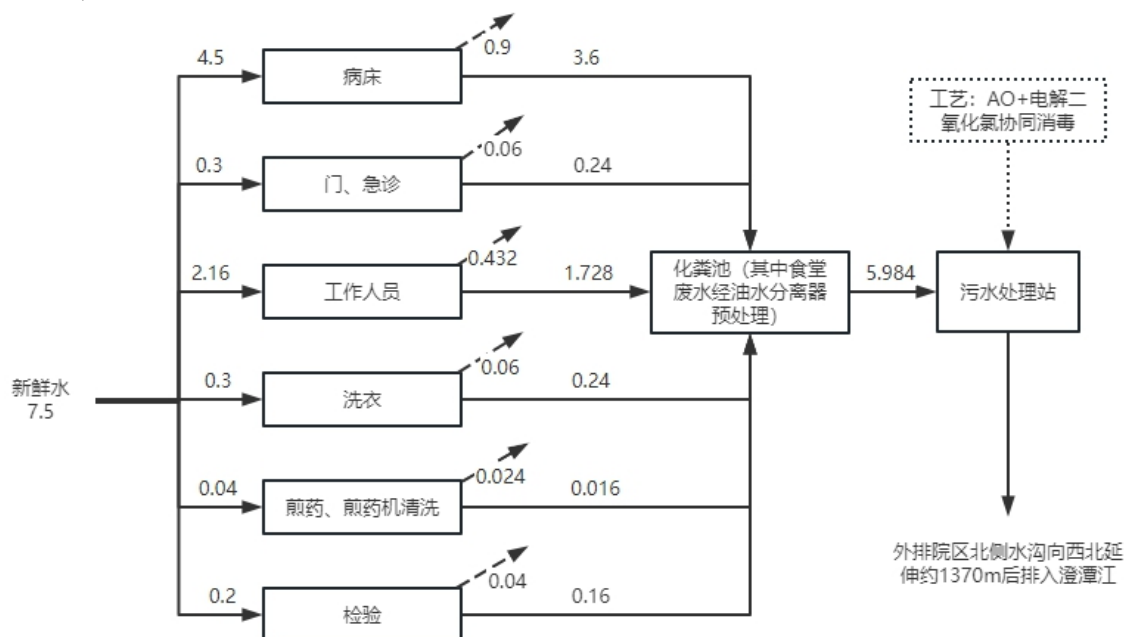 0.9
4.5
3.6
病床
工艺：AO+电解二
氧化氯协同消毒
0.06
0.3
0.24
门、急诊
0.432
2.16
1.728
工作人员
化粪池（其中食堂
废水经油水分离器
预处理）
5.984
污水处理站
0.06
0.3
0.24
洗衣
新鲜水
7.5
0.024
0.04
0.016
煎药、煎药机清洗
外排院区北侧水沟向西北延
伸约1370m后排入澄潭江
0.04
0.2
0.16
检验